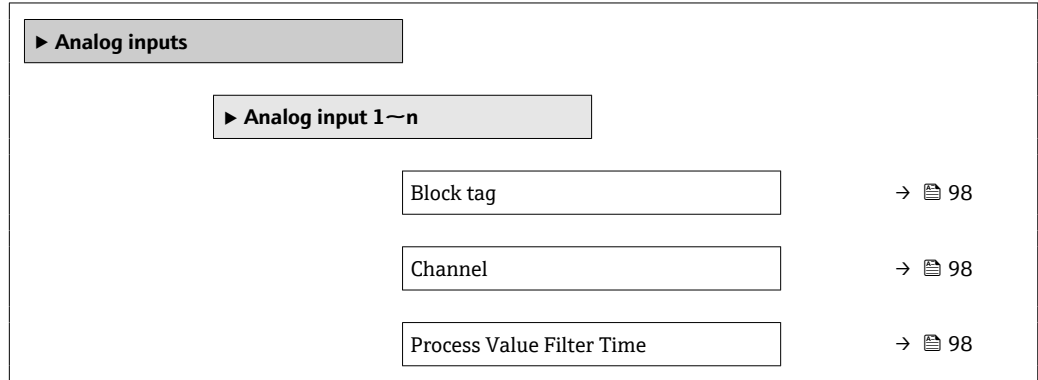 ▶ Analog inputs
▶ Analog input 1~n
Block tag → 98
Channel → 98
Process Value Filter Time → 98